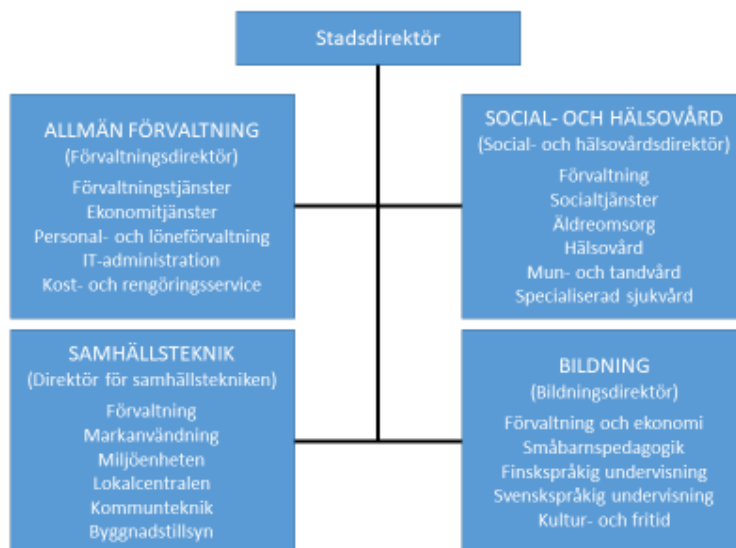 Stadsdirektör
ALLMÄN FÖRVALTNING
(Förvaltningsdirektör)
Förvaltningstjänster
Ekonomitjänster
Personal- och löneförvaltning
IT-administration
Kost- och rengöringsservice
SOCIAL- OCH HÄLSOVÅRD
(Social- och hälsovårdsdirektör)
Förvaltning
Socialtjänster
Äldreomsorg
Hälsovård
Mun- och tandvård
Specialiserad sjukvård
SAMHÄLLSTEKNIK
(Direktör för samhällstekniken)
Förvaltning
Markanvändning
Miljöenheten
Lokalcentralen
Kommunteknik
Byggnadstillsyn
BILDNING
(Bildningsdirektör)
Förvaltning och ekonomi
Småbarnspedagogik
Finskspråkig undervisning
Svenskspråkig undervisning
Kultur- och fritid